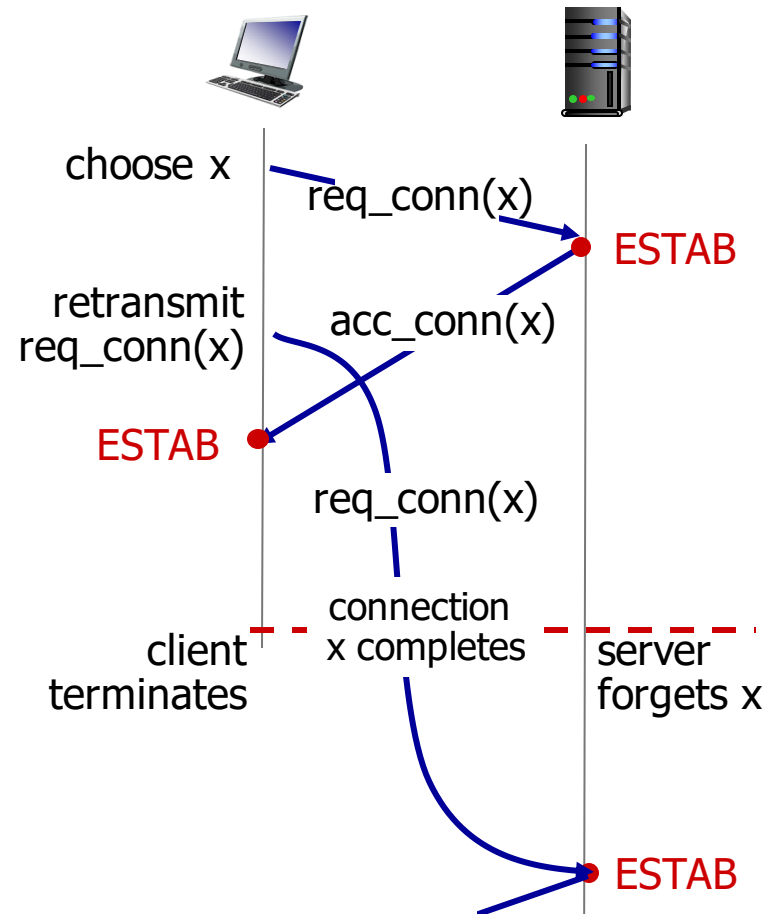 choose x
req_conn(x)
ESTAB
retransmit
req_conn(x)
acc_conn(x)
ESTAB
req_conn(x)
connection
x completes
client
terminates
server
forgets x
ESTAB